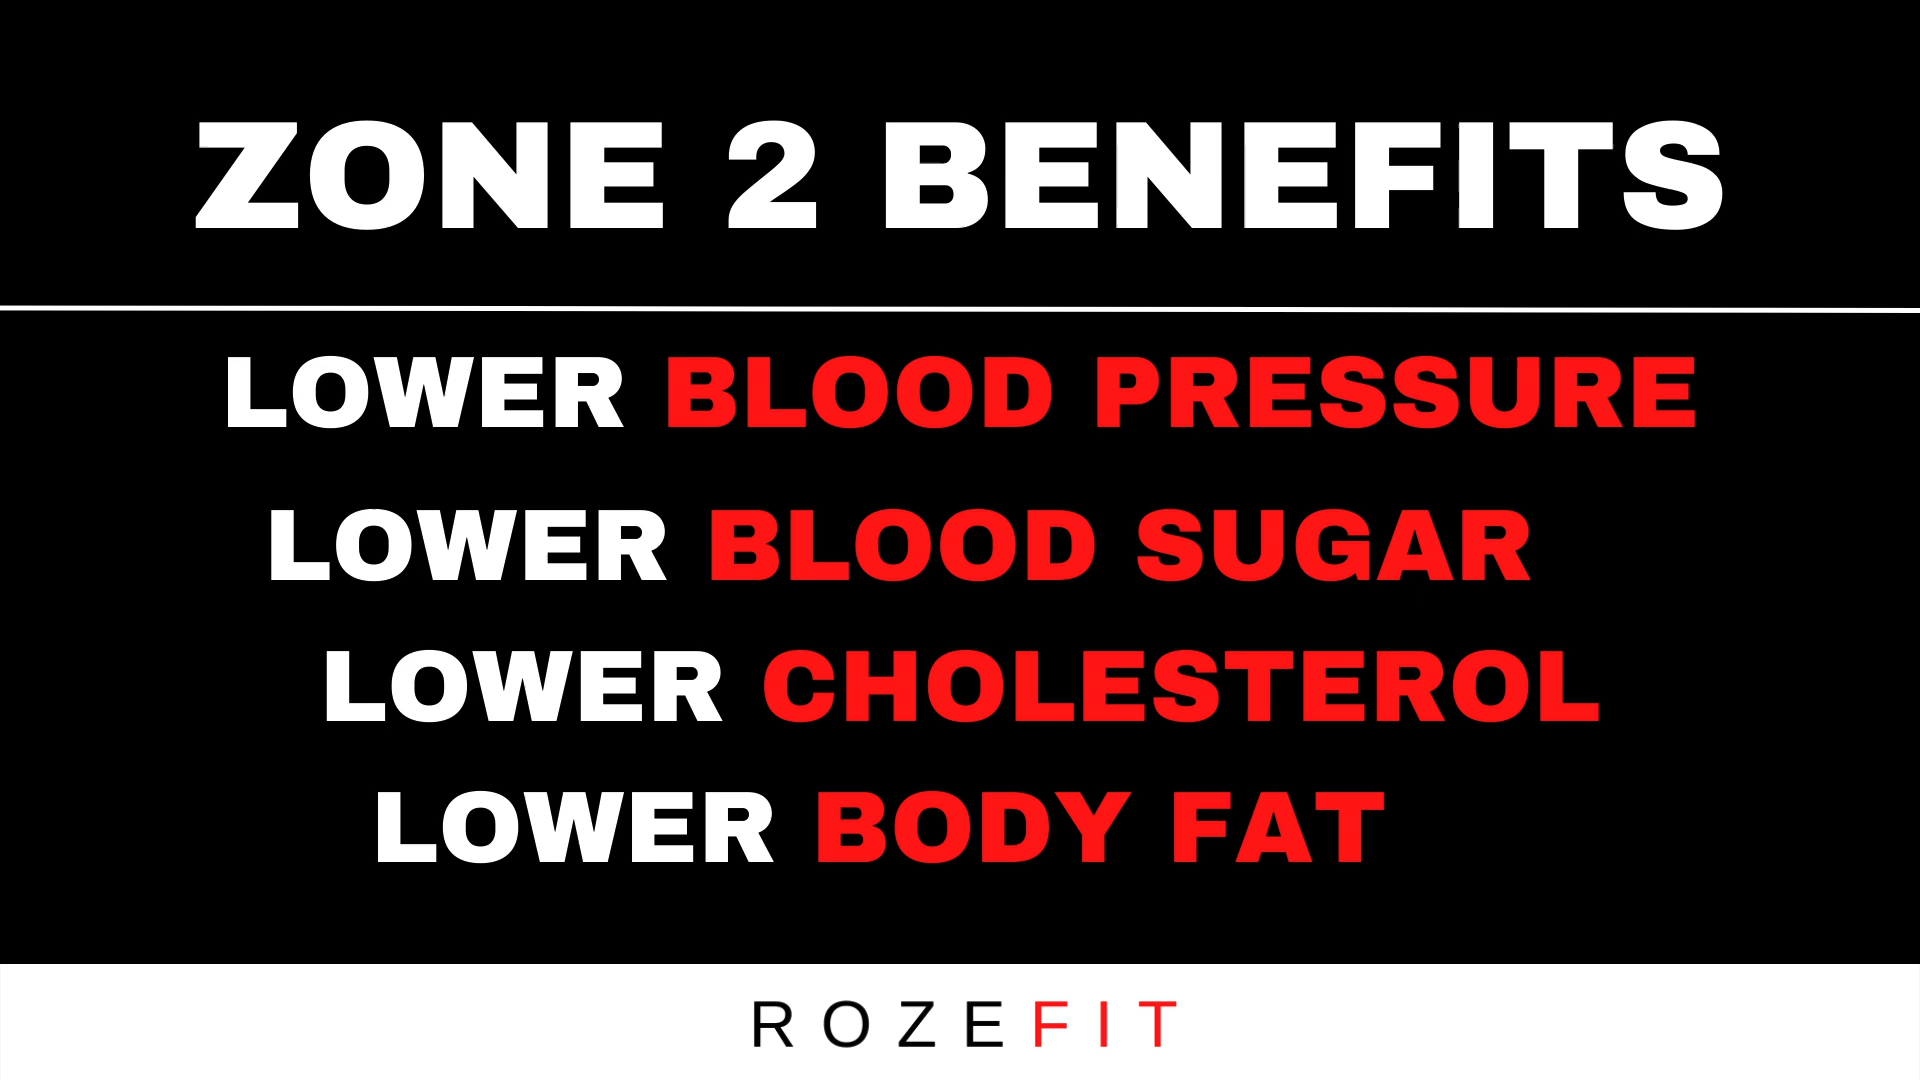 ZONE 2 BENEFITS
LOWER BLOOD PRESSURE
LOWER BLOOD SUGAR
LOWER CHOLESTEROL
LOWER BODY FAT
ROZEFIT